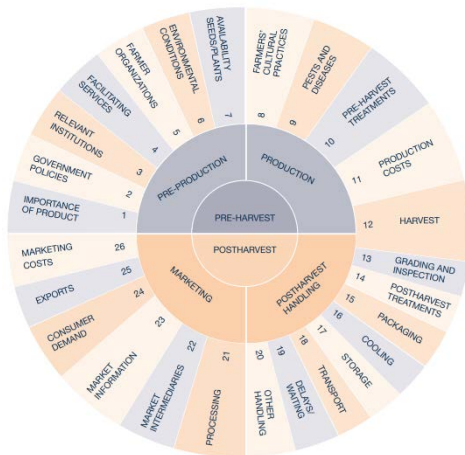 IMPORTANCE
OF PRODUCT
1
GOVERNMENT
POLICIES
2
RELEVANT
INSTITUTIONS
3
FACILITATING
SERVICES
4
FARMER
ORGANIZATIONS
5
ENVIRONMENTAL
CONDITIONS
6
AVAILABILITY
SEEDS/PLANTS
7
FARMERS'
CULTURAL
PRACTICES
8
PESTS AND
DISEASES
9
PRE-HARVEST
TREATMENTS
10
PRODUCTION
COSTS
11
HARVEST
12
GRADING AND
INSPECTION
13
POSTHARVEST
TREATMENTS
14
PACKAGING
15
COOLING
16
STORAGE
17
TRANSPORT
18
DELAYS/
WAITING
19
OTHER
HANDLING
20
PROCESSING
21
MARKET
INTERMEDIARIES
22
MARKET
INFORMATION
23
CONSUMER
DEMAND
24
EXPORTS
25
MARKETING
COSTS
26
PRE-PRODUCTION
PRODUCTION
PRE-HARVEST
POSTHARVEST
MARKETING
POSTHARVEST
HANDLING